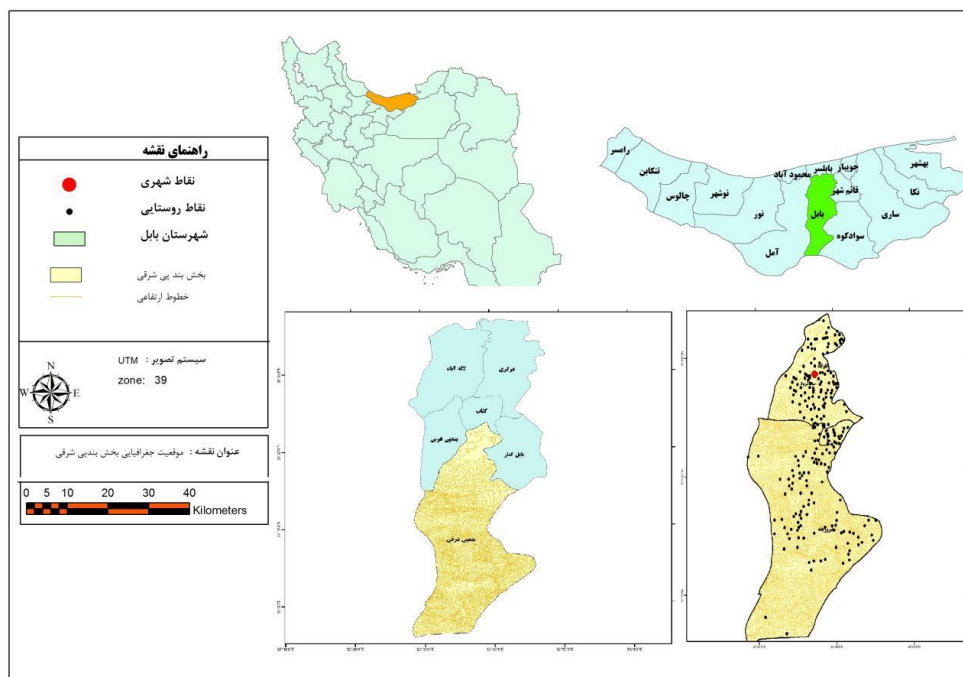 راهنمای نقشه
نقاط شهری
نقاط روستایی
شهرستان بابل
بخش بند پی شرقی
خطوط ارتفاعی
سیستم تصویر : UTM
zone: 39
N
W E
S
عنوان نقشه : موقعیت جغرافیایی بخش بندپی شرقی
0 5 10 20 30 40
Kilometers
رامسر
تنکابن
چالوس
نوشهر
نور
آمل
محمود آباد
بابلسر
بابل
جویبار
قائم شهر
سوادکوه
ساری
نکا
بهشهر
لاله آباد
مرکزی
گتاب
بندپی غربی
بابل کنار
بندپی شرقی